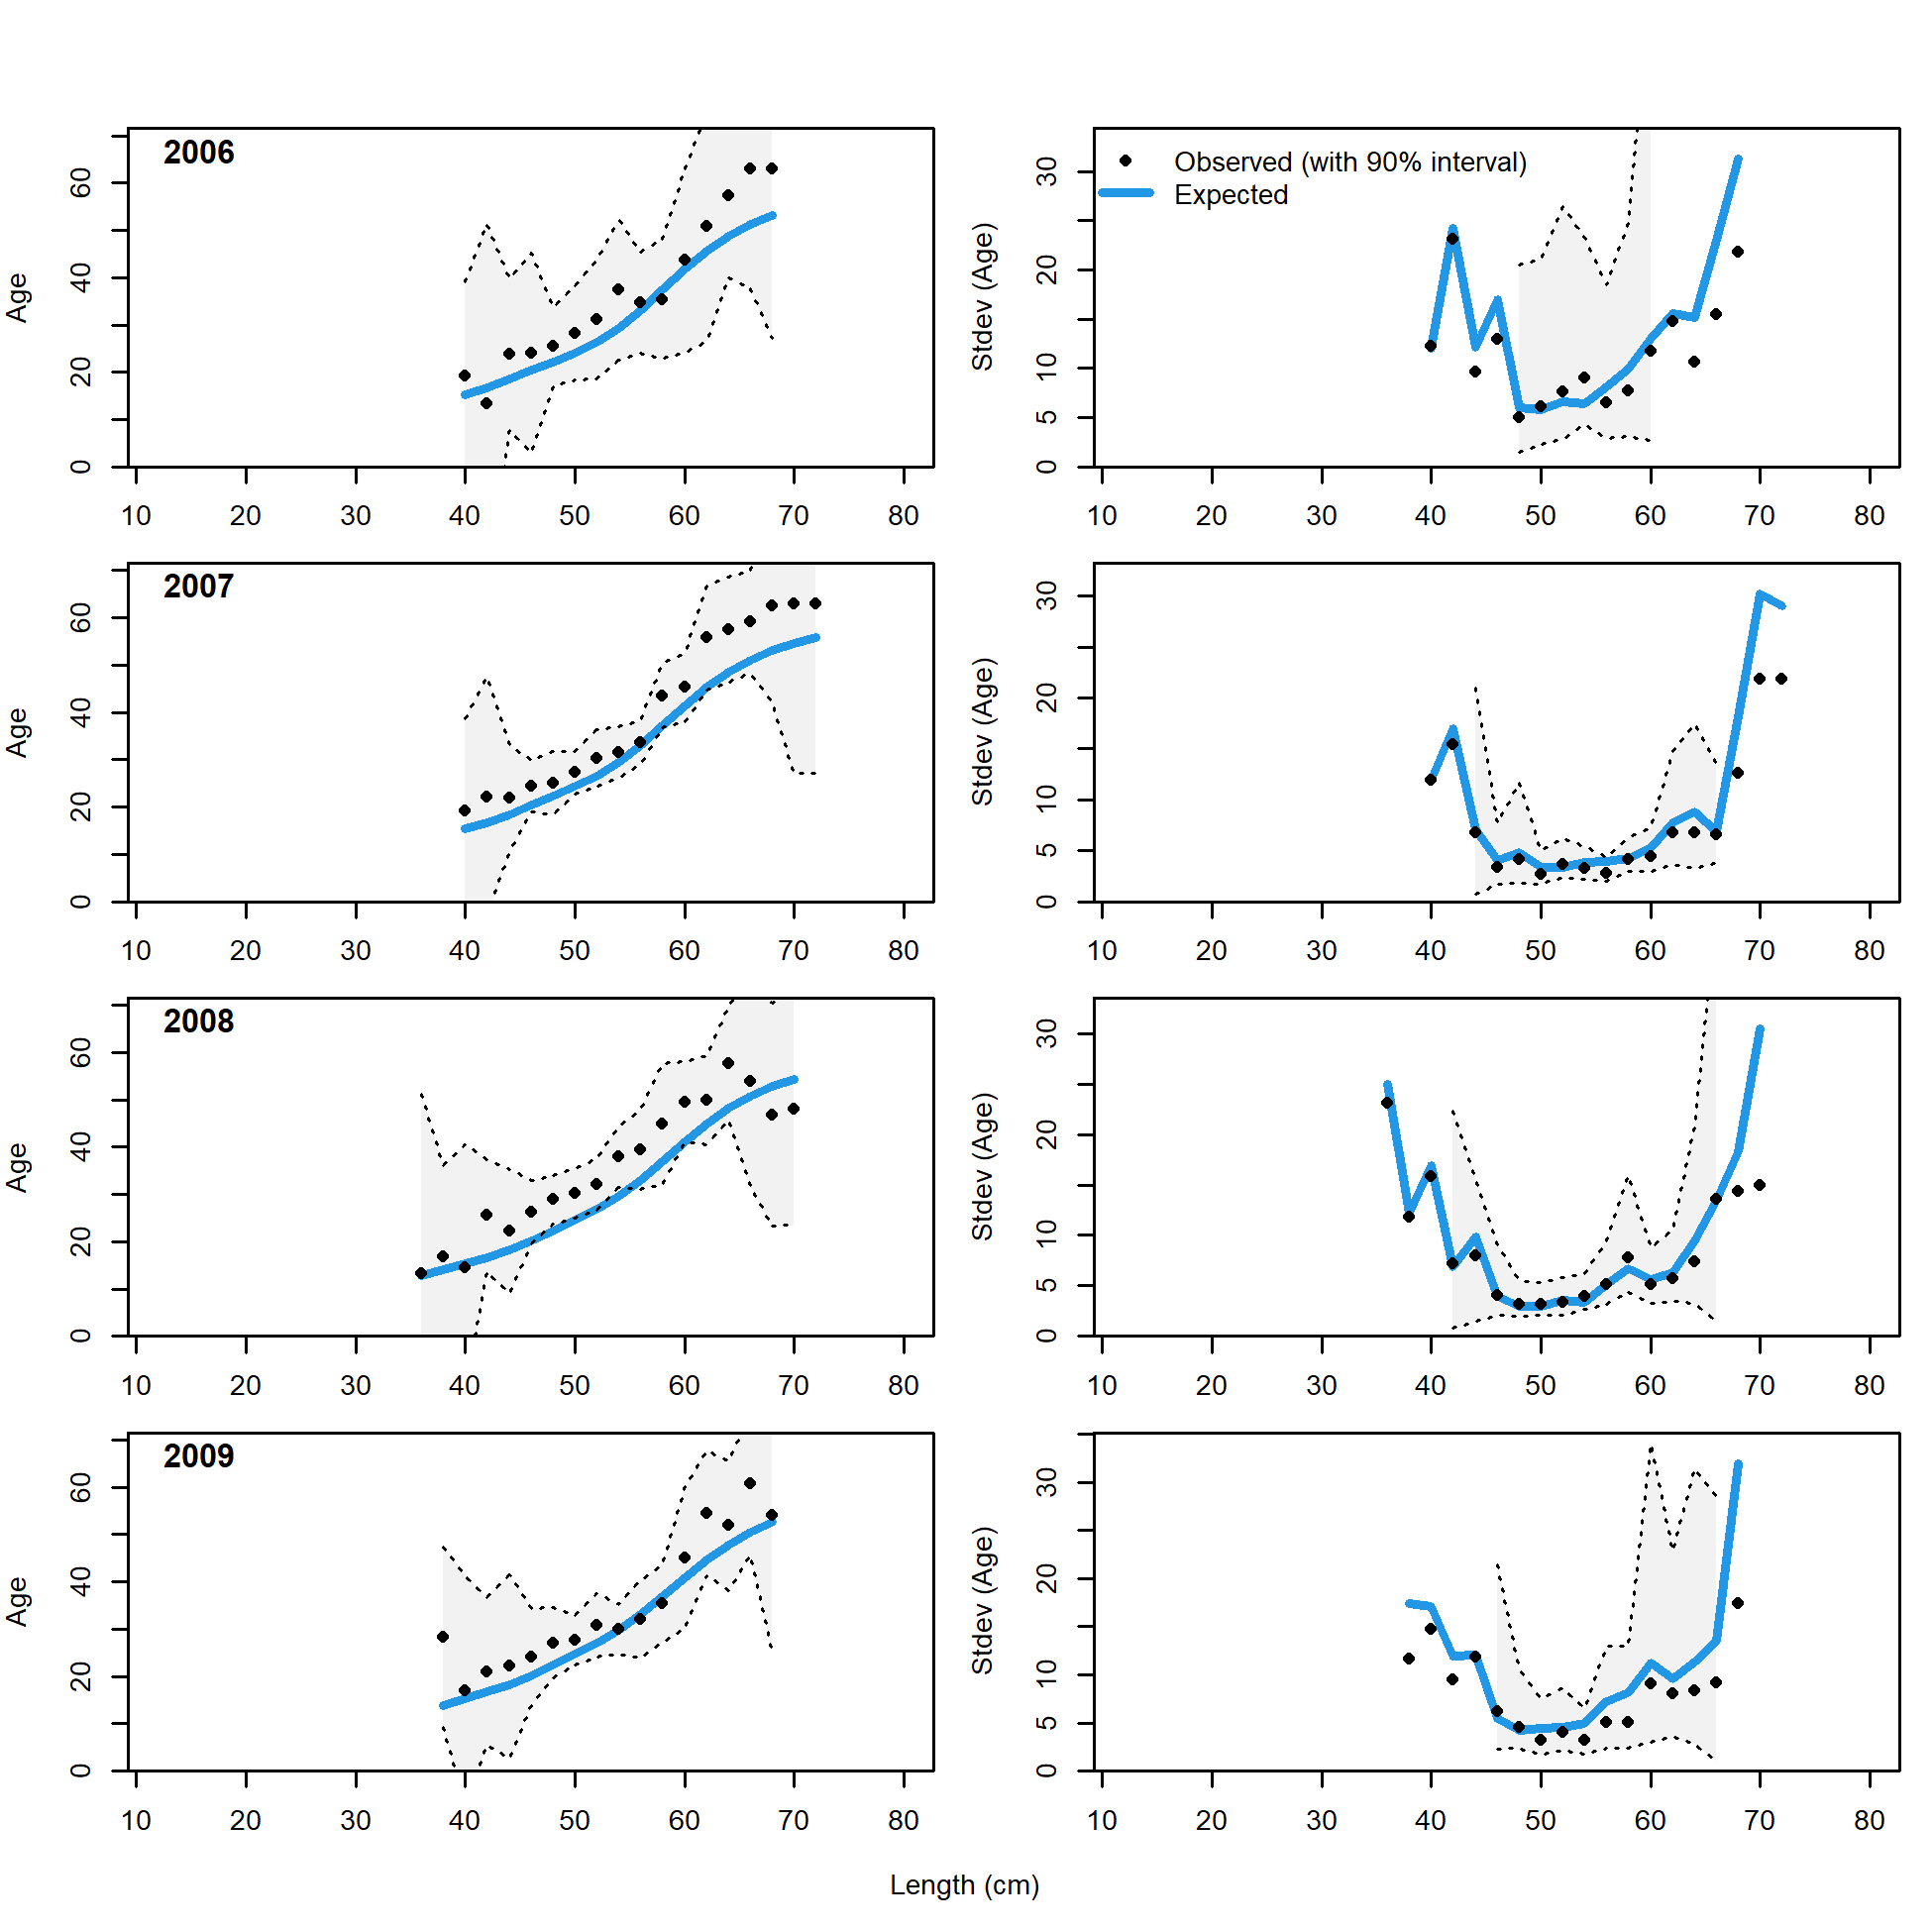 2006
Observed (with 90% interval)
Expected
Age
0 20 40 60
10 20 30 40 50 60 70 80
Stdev (Age)
0 5 10 20 30
10 20 30 40 50 60 70 80
2007
Age
0 20 40 60
10 20 30 40 50 60 70 80
Stdev (Age)
0 5 10 20 30
10 20 30 40 50 60 70 80
2008
Age
0 20 40 60
10 20 30 40 50 60 70 80
Stdev (Age)
0 5 10 20 30
10 20 30 40 50 60 70 80
2009
Age
0 20 40 60
10 20 30 40 50 60 70 80
Stdev (Age)
0 5 10 20 30
10 20 30 40 50 60 70 80
Length (cm)